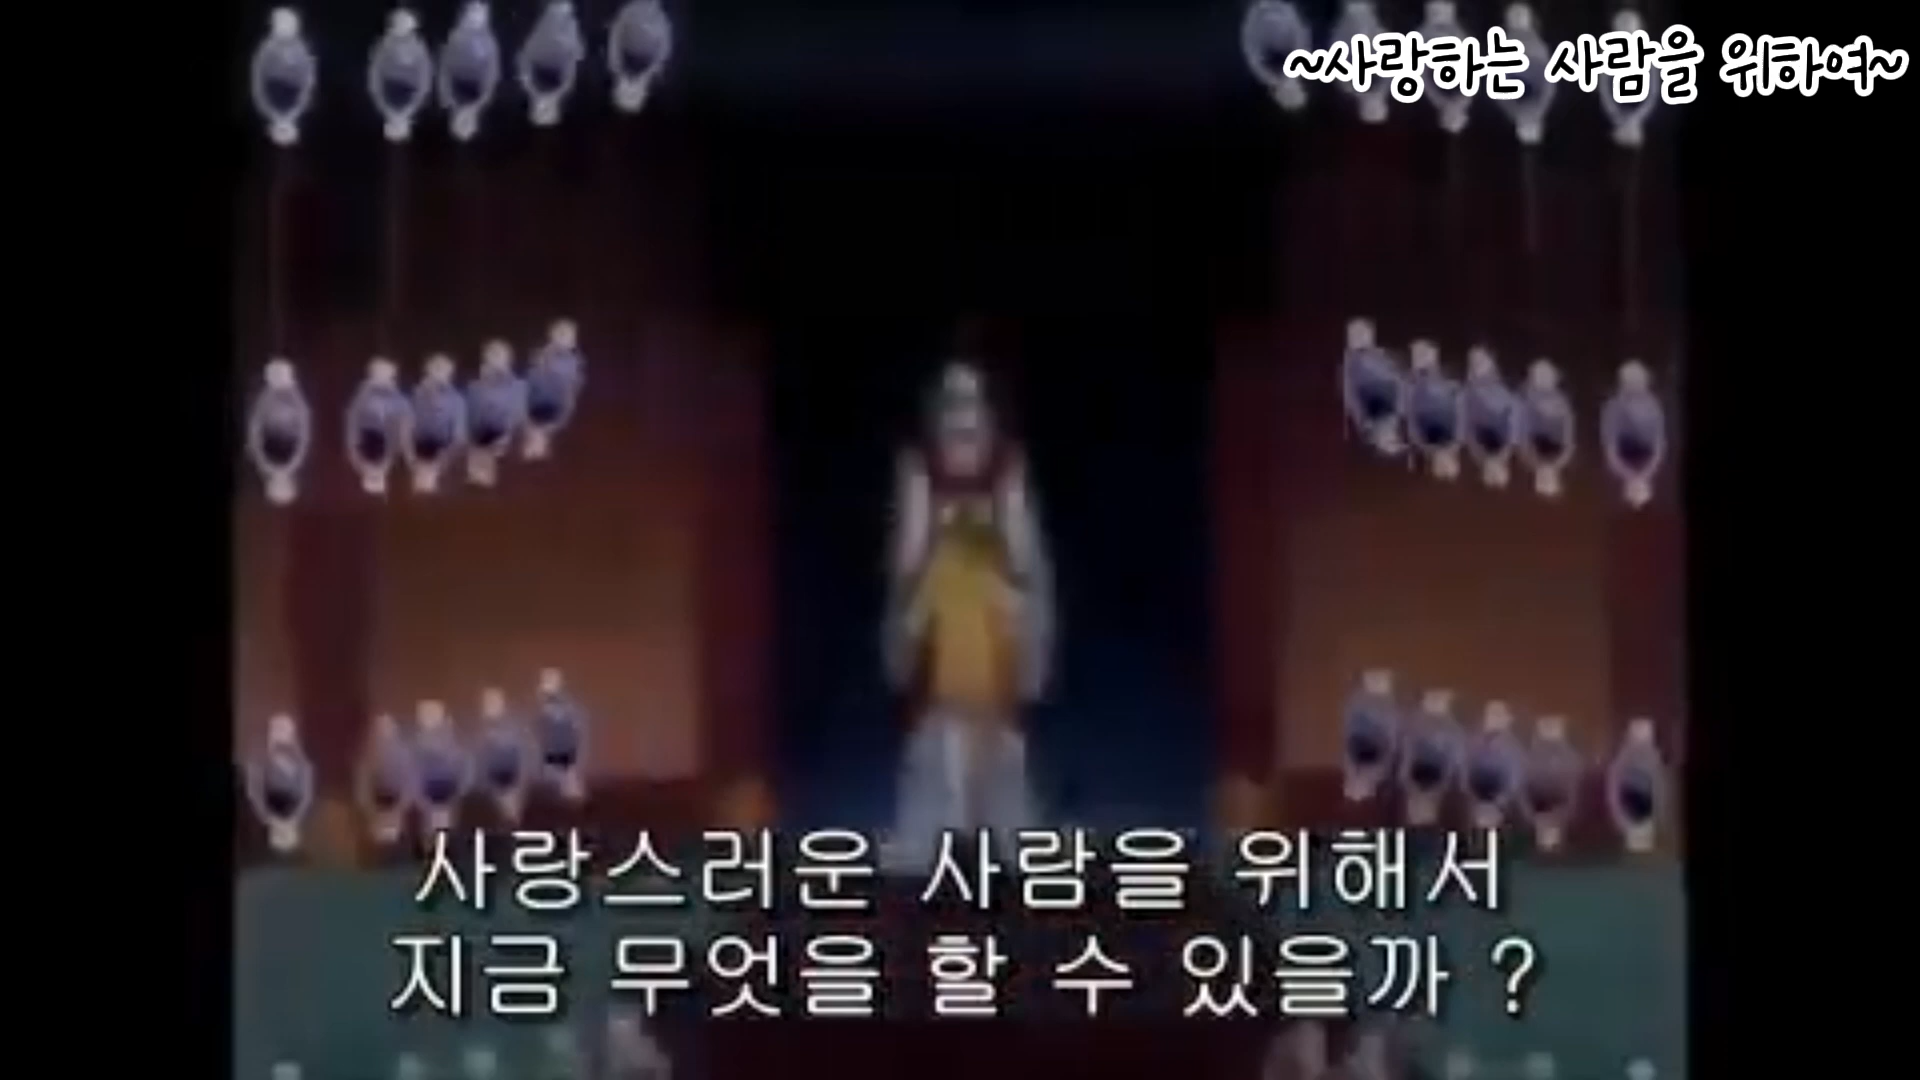 ~사랑하는 사람을 위하여~
사랑스러운 사람을 위해서
지금 무엇을 할 수 있을까 ?